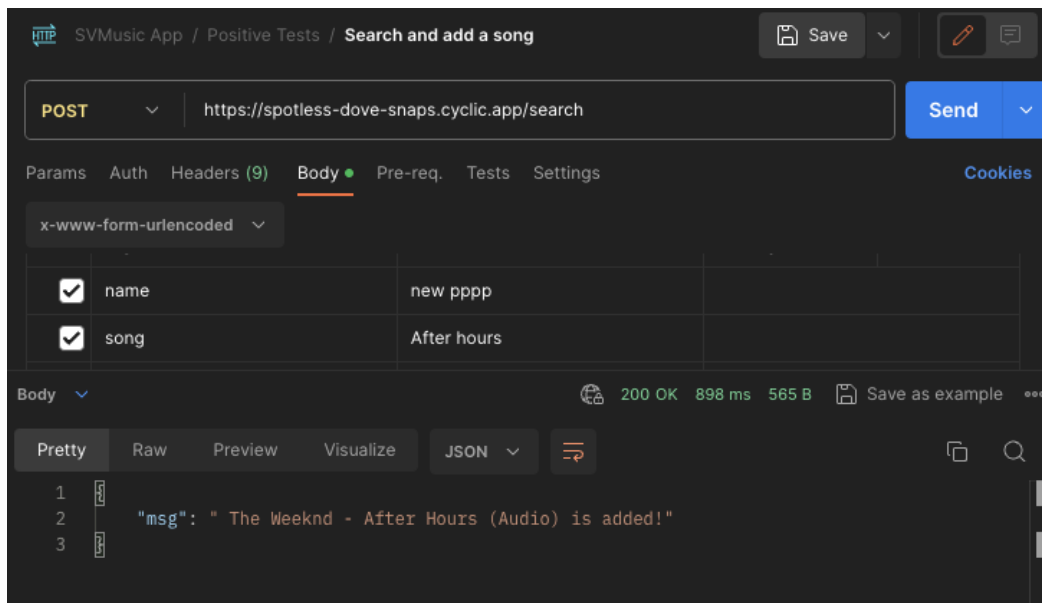 HTTP SVMusic App / Positive Tests / Search and add a song Save
POST https://spotless-dove-snaps.cyclic.app/search Send
Params Auth Headers (9) Body Pre-req. Tests Settings Cookies
x-www-form-urlencoded
name new pppp
song After hours
Body 200 OK 898 ms 565 B Save as example
Pretty Raw Preview Visualize JSON
1 {
2 "msg": " The Weeknd - After Hours (Audio) is added!"
3 }